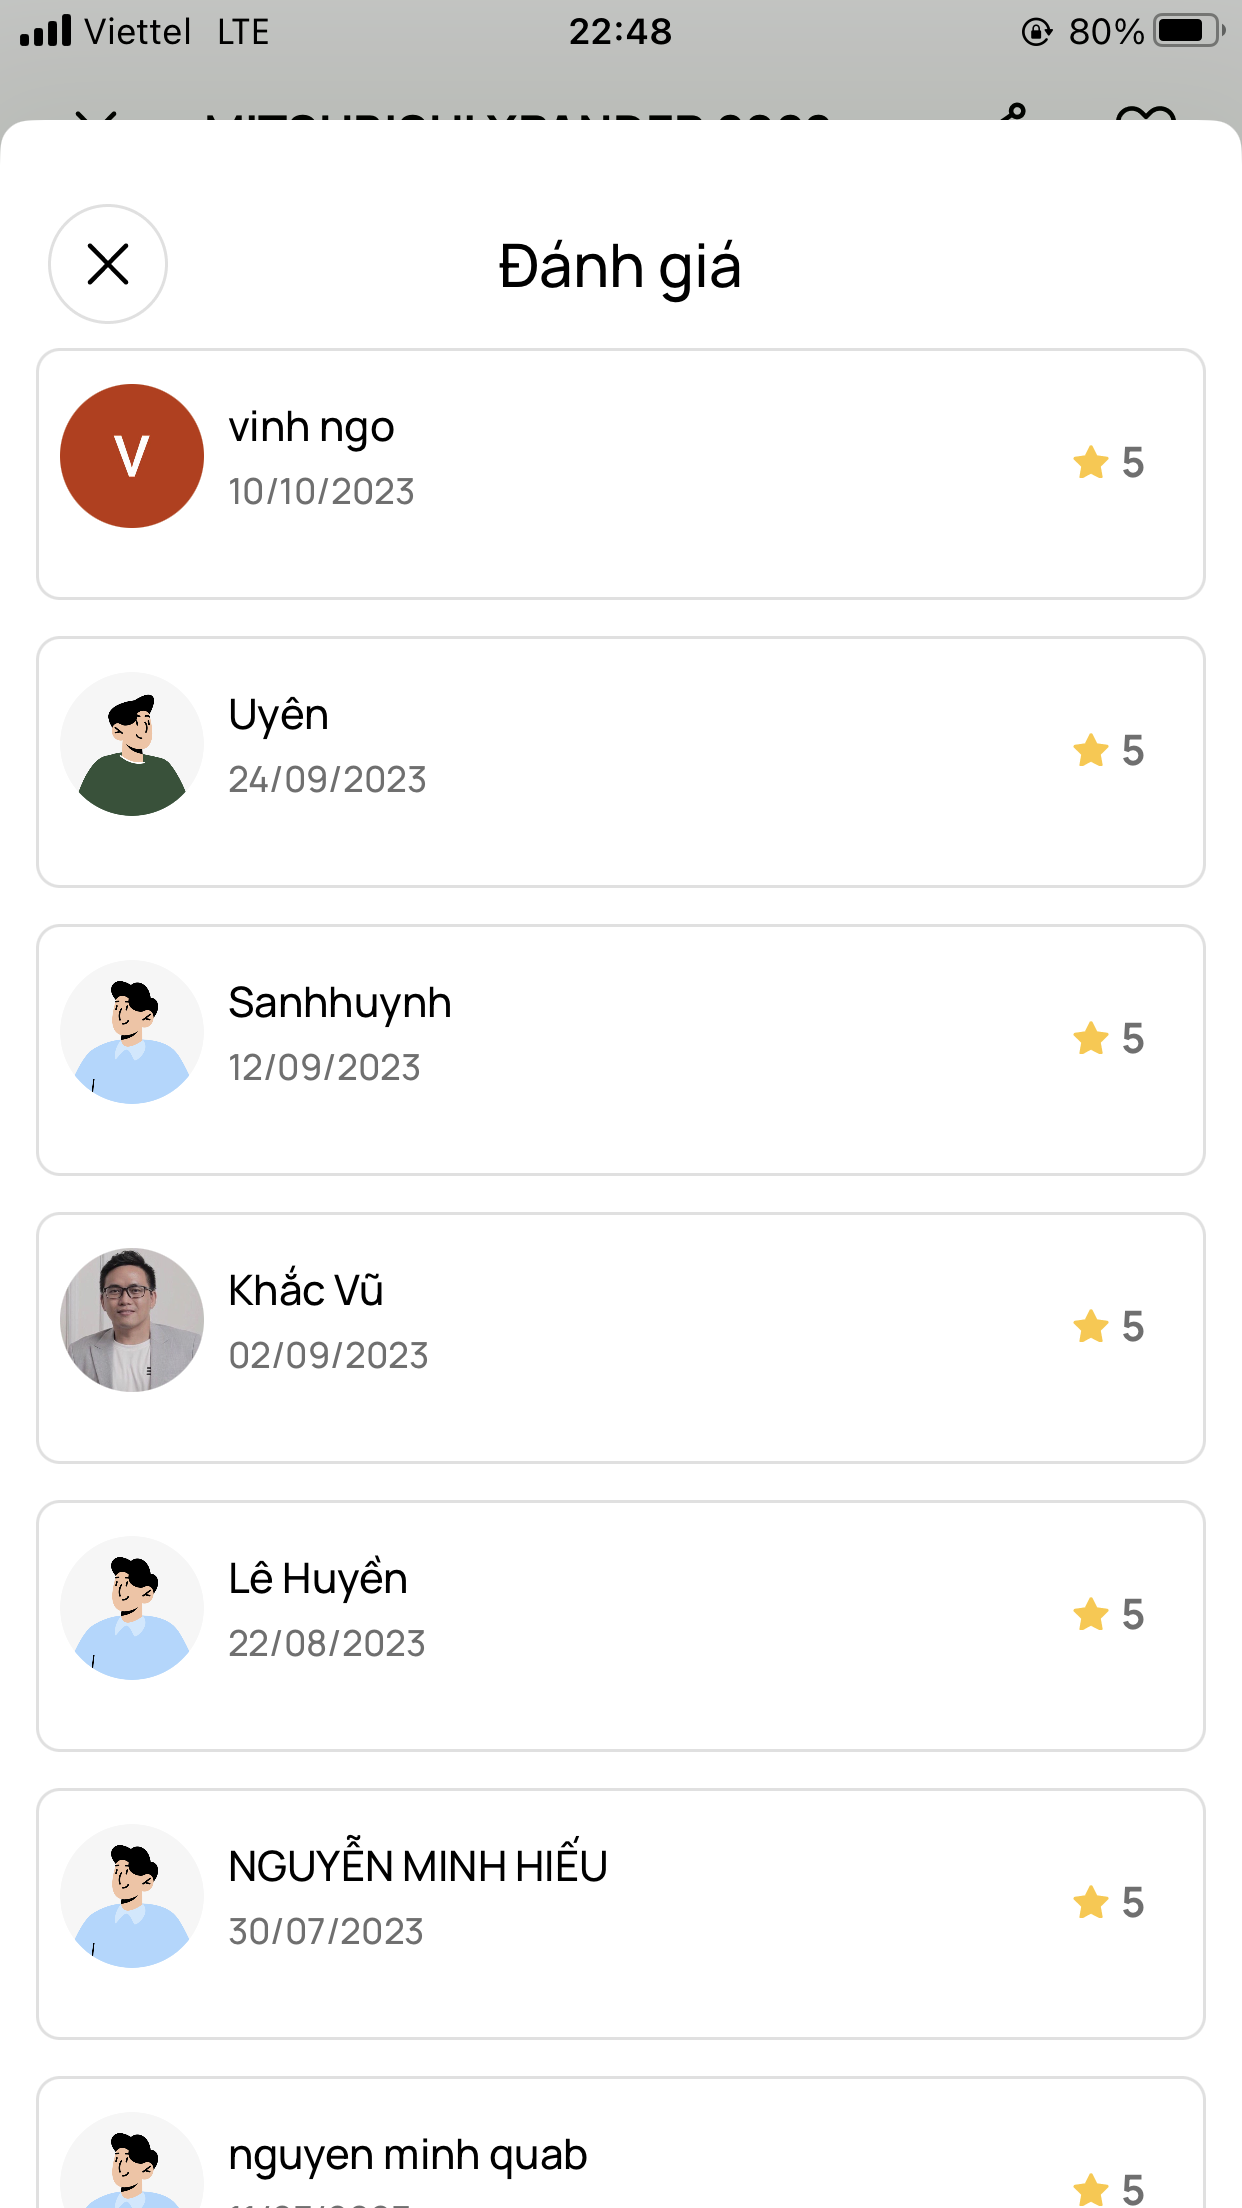 Viettel LTE 22:48 80%
MITSUBISHI XPANDER
Đánh giá
V
vinh ngo
10/10/2023
5
Uyên
24/09/2023
5
Sanhhuynh
12/09/2023
5
Khắc Vũ
02/09/2023
5
Lê Huyền
22/08/2023
5
NGUYỄN MINH HIẾU
30/07/2023
5
nguyen minh quab
5